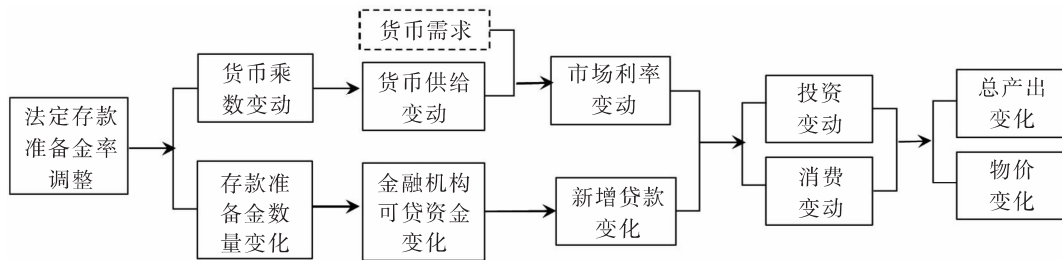 法定存款
准备金率
调整
货币乘
数变动
存款准
备金数
量变化
货币需求
货币供给
变动
金融机构
可贷资金
变化
市场利率
变动
新增贷款
变化
投资
变动
消费
变动
总产出
变化
物价
变化